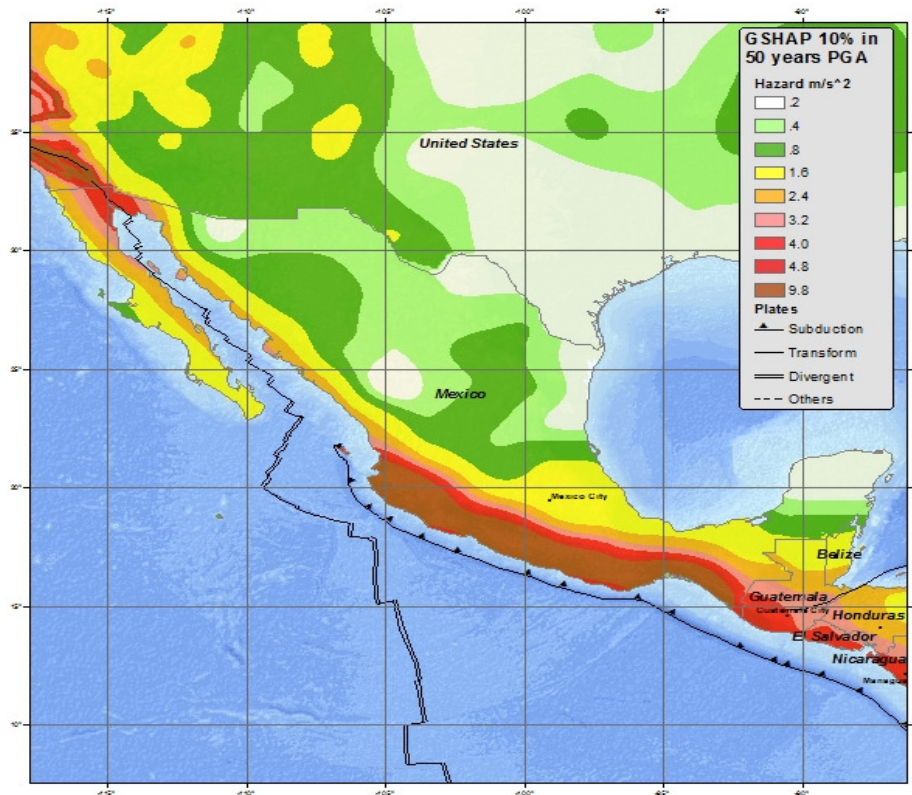 GSHAP 10% in
50 years PGA
Hazard m/s^2
.2
.4
.8
1.6
2.4
3.2
4.0
4.8
9.8
Plates
Subduction
Transform
Divergent
Others
United States
Mexico
Mexico City
Belize
Guatemala
Guatemala City
Honduras
El Salvador
Nicaragua